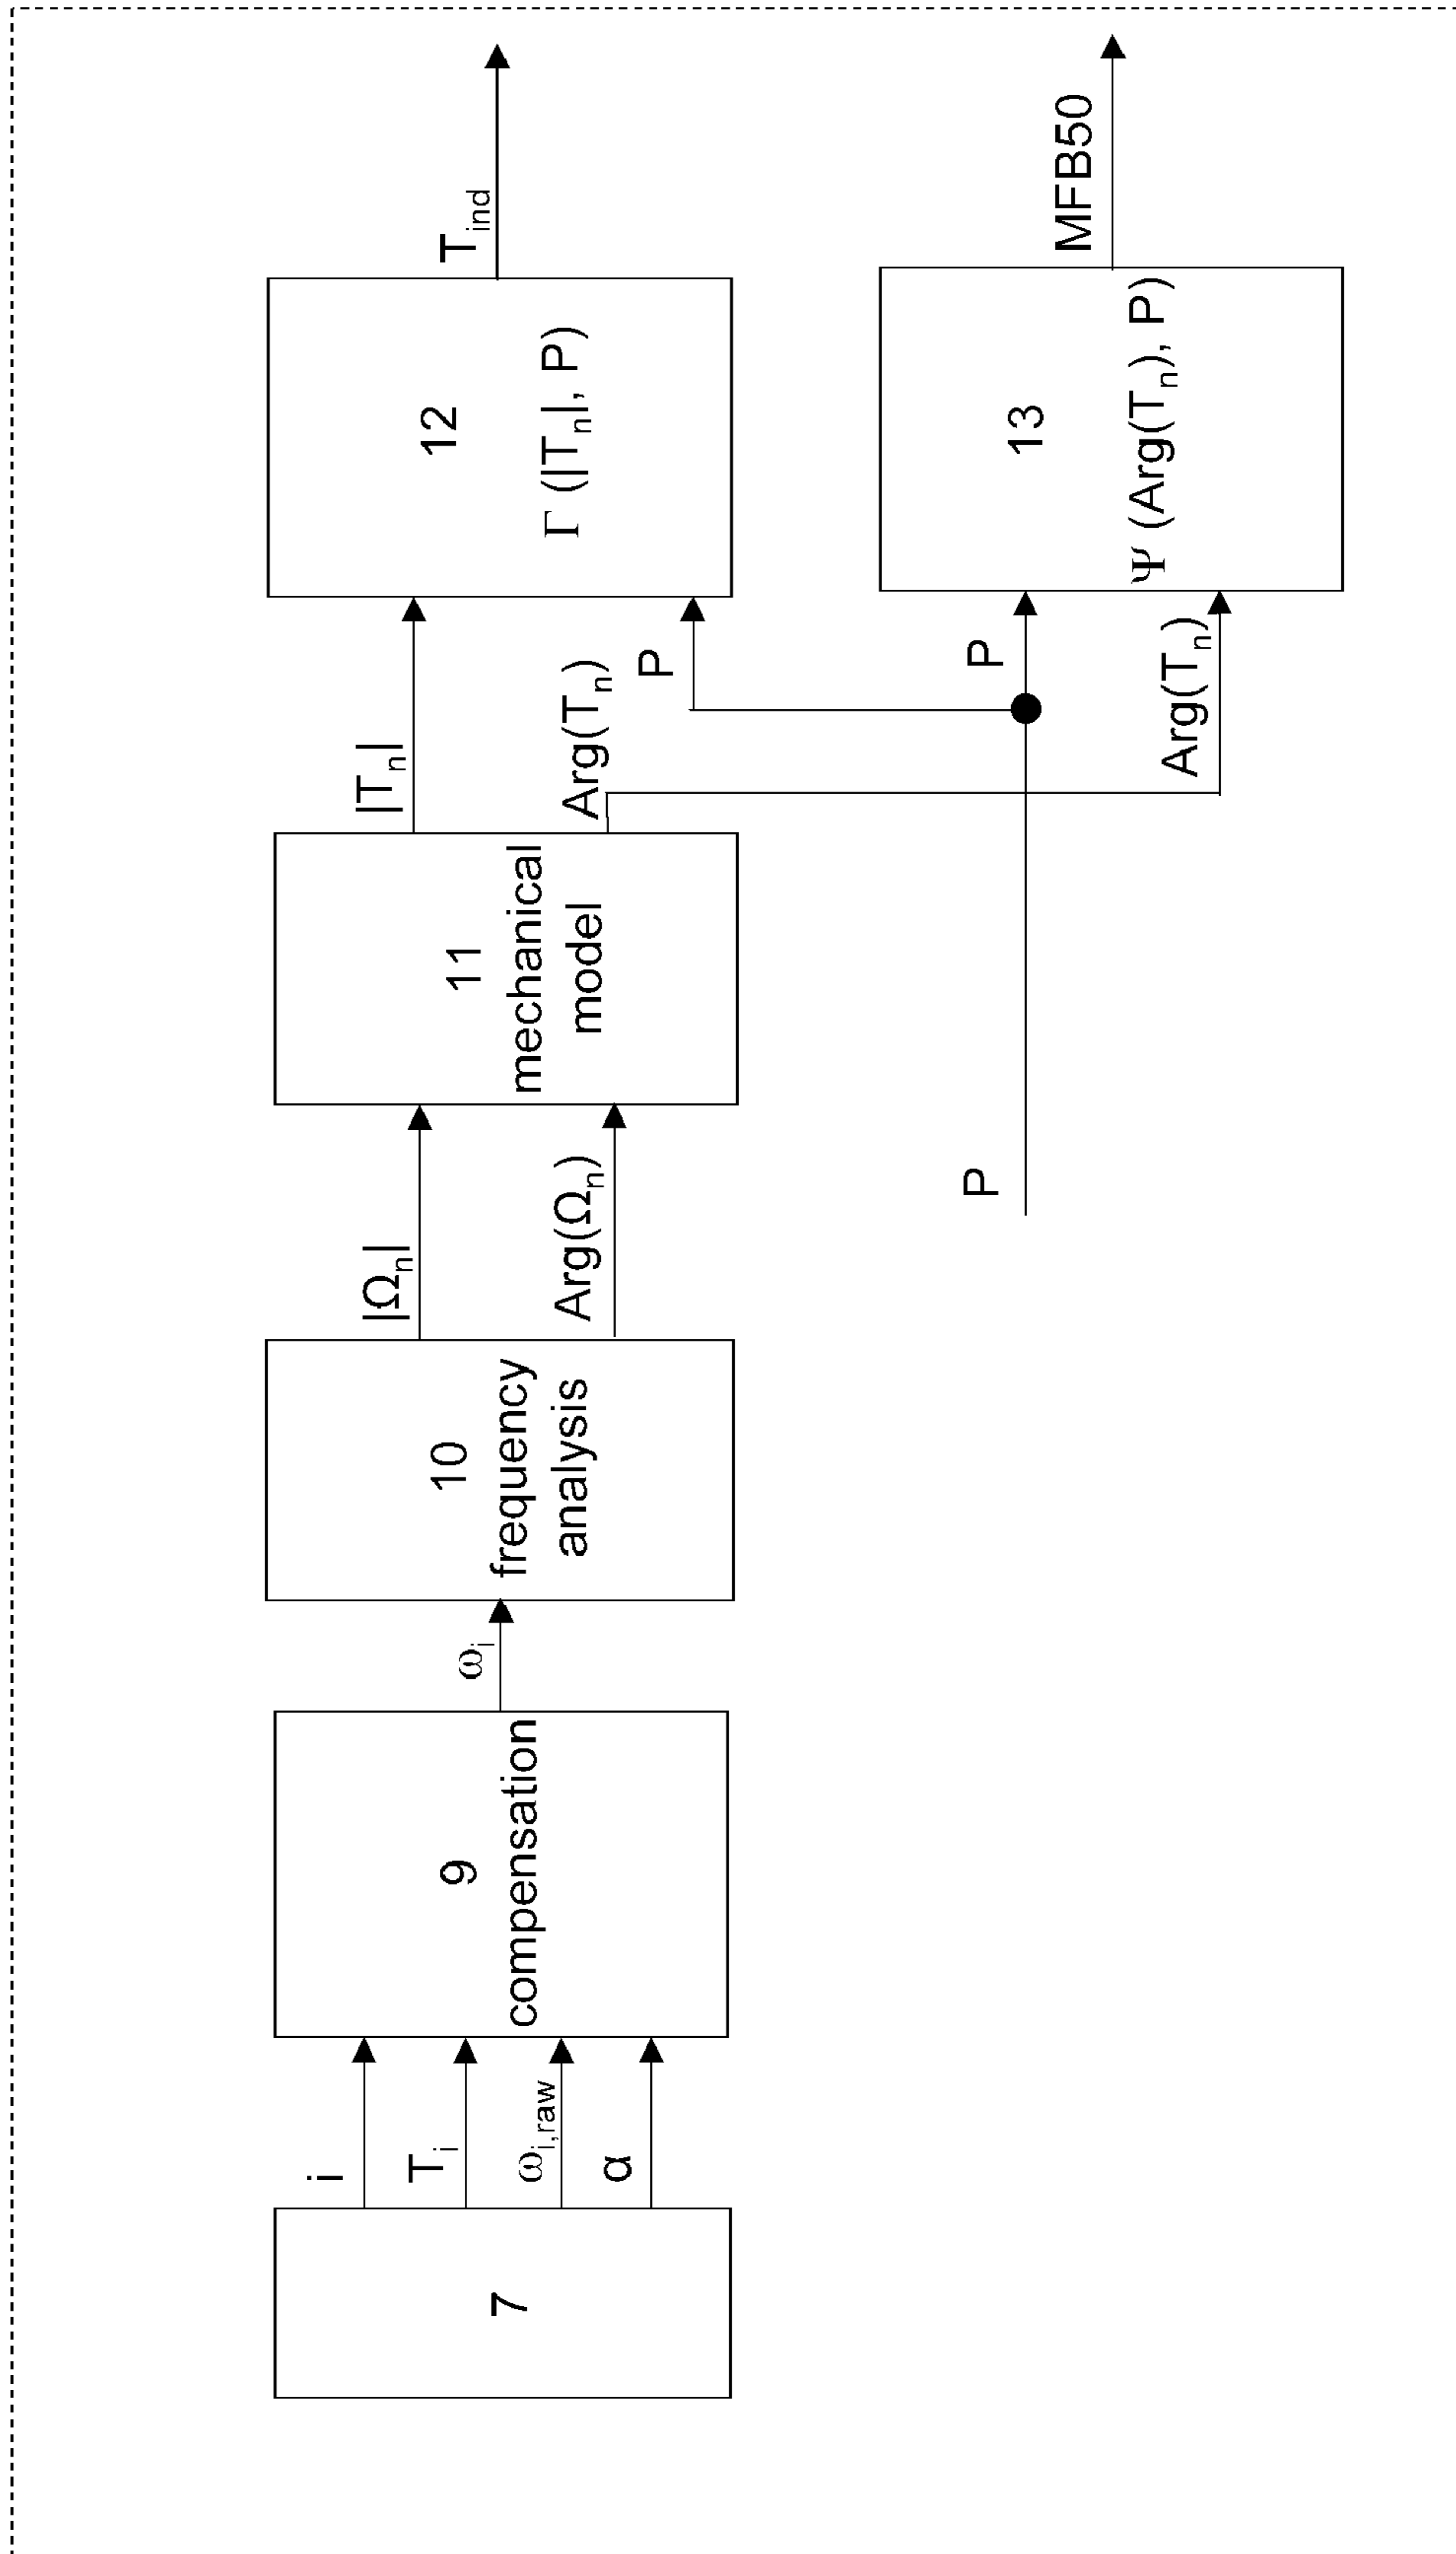 7
i
T_i
ω_i,raw
α
9
compensation
ω_i
10
frequency
analysis
|Ω_n|
Arg(Ω_n)
11
mechanical
model
|T_n|
Arg(T_n)
P
P
P
Arg(T_n)
12
Γ (|T_n|, P)
T_ind
13
Ψ (Arg(T_n), P)
MFB50